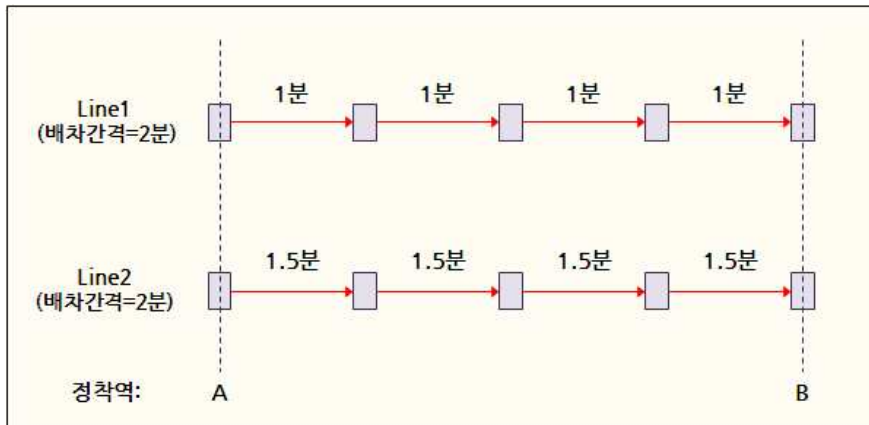 1분 1분 1분 1분
Line1
(배차간격=2분)
1.5분 1.5분 1.5분 1.5분
Line2
(배차간격=2분)
정착역: A B